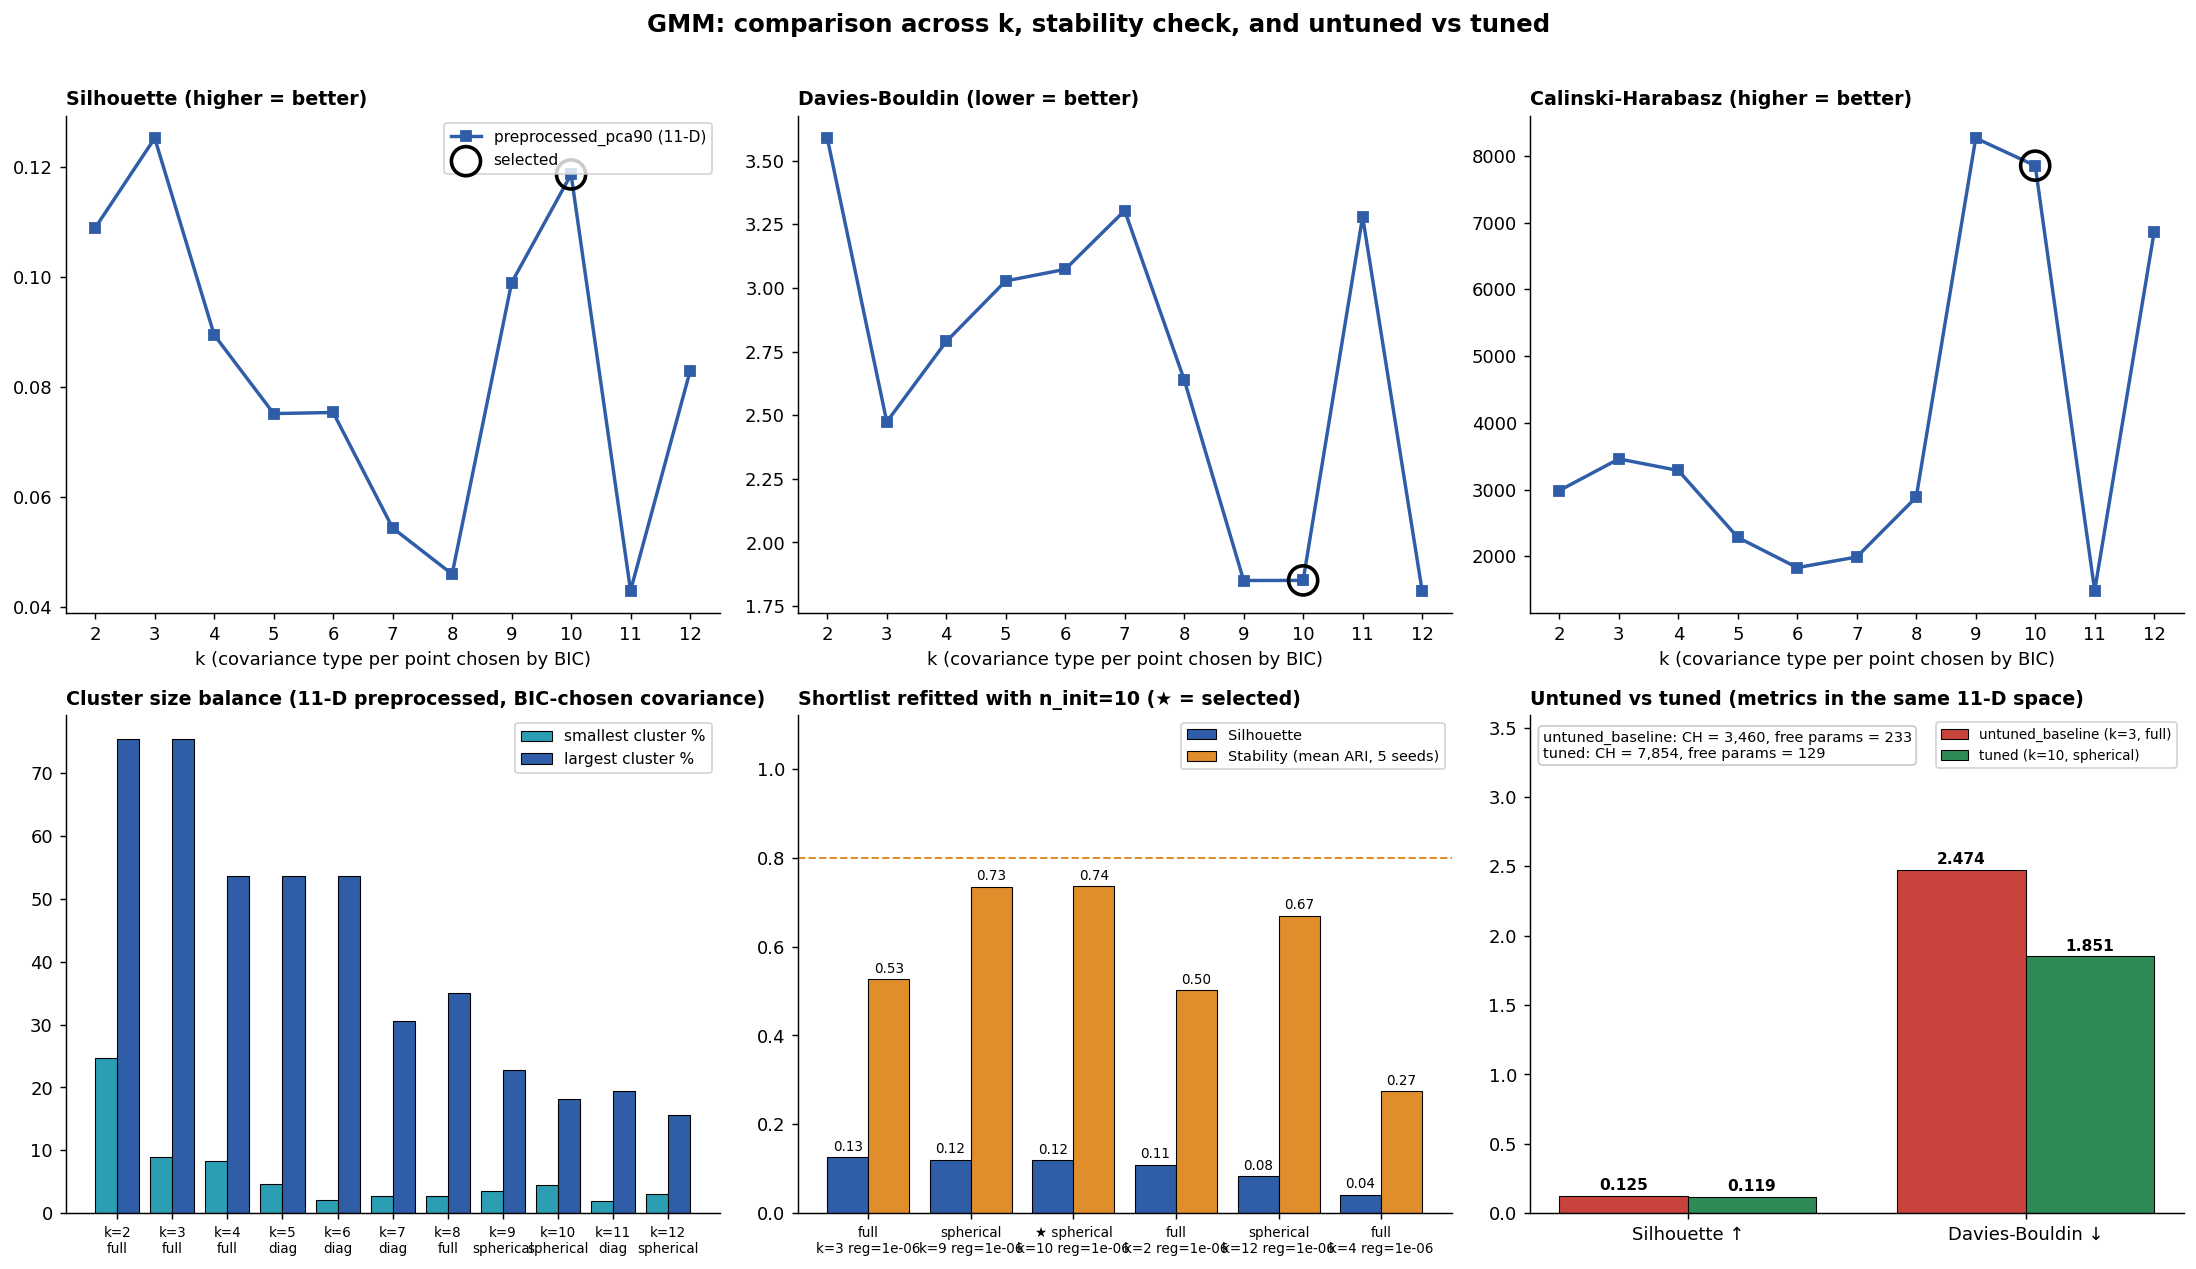 GMM: comparison across k, stability check, and untuned vs tuned
Silhouette (higher = better)
preprocessed_pca90 (11-D)
selected
0.12
0.10
0.08
0.06
0.04
2 3 4 5 6 7 8 9 10 11 12
k (covariance type per point chosen by BIC)
Davies-Bouldin (lower = better)
3.50
3.25
3.00
2.75
2.50
2.25
2.00
1.75
2 3 4 5 6 7 8 9 10 11 12
k (covariance type per point chosen by BIC)
Calinski-Harabasz (higher = better)
8000
7000
6000
5000
4000
3000
2000
2 3 4 5 6 7 8 9 10 11 12
k (covariance type per point chosen by BIC)
Cluster size balance (11-D preprocessed, BIC-chosen covariance)
smallest cluster %
largest cluster %
70
60
50
40
30
20
10
0
k=2 k=3 k=4 k=5 k=6 k=7 k=8 k=9 k=10 k=11 k=12
full full full diag diag diag full spherical spherical diag spherical
Shortlist refitted with n_init=10 (★ = selected)
Silhouette
Stability (mean ARI, 5 seeds)
1.0
0.8
0.6
0.4
0.2
0.0
0.13 0.53 0.12 0.73 0.12 0.74 0.11 0.50 0.08 0.67 0.04 0.27
full spherical ★ spherical full spherical full
k=3 reg=1e-06 k=9 reg=1e-06 k=10 reg=1e-06 k=2 reg=1e-06 k=12 reg=1e-06 k=4 reg=1e-06
Untuned vs tuned (metrics in the same 11-D space)
untuned_baseline: CH = 3,460, free params = 233
tuned: CH = 7,854, free params = 129
untuned_baseline (k=3, full)
tuned (k=10, spherical)
3.5
3.0
2.5
2.0
1.5
1.0
0.5
0.0
0.125 0.119 2.474 1.851
Silhouette ↑ Davies-Bouldin ↓